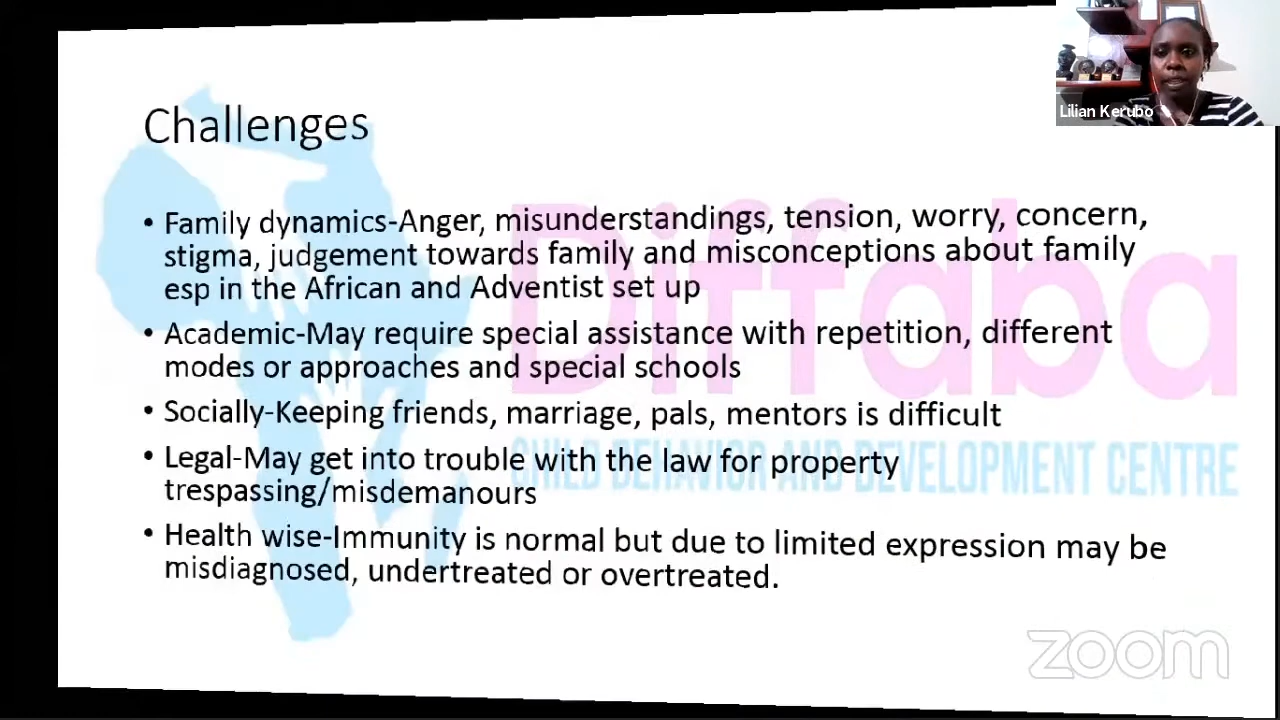 Lilian Kerubo
Challenges
• Family dynamics-Anger, misunderstandings, tension, worry, concern,
stigma, judgement towards family and misconceptions about family
esp in the African and Adventist set up
• Academic-May require special assistance with repetition, different
modes or approaches and special schools
• Socially-Keeping friends, marriage, pals, mentors is difficult
• Legal-May get into trouble with the law for property
trespassing/misdemanours
• Health wise-Immunity is normal but due to limited expression may be
misdiagnosed, undertreated or overtreated.
Diffaba
CHILD BEHAVIOR AND DEVELOPMENT CENTRE
zoom